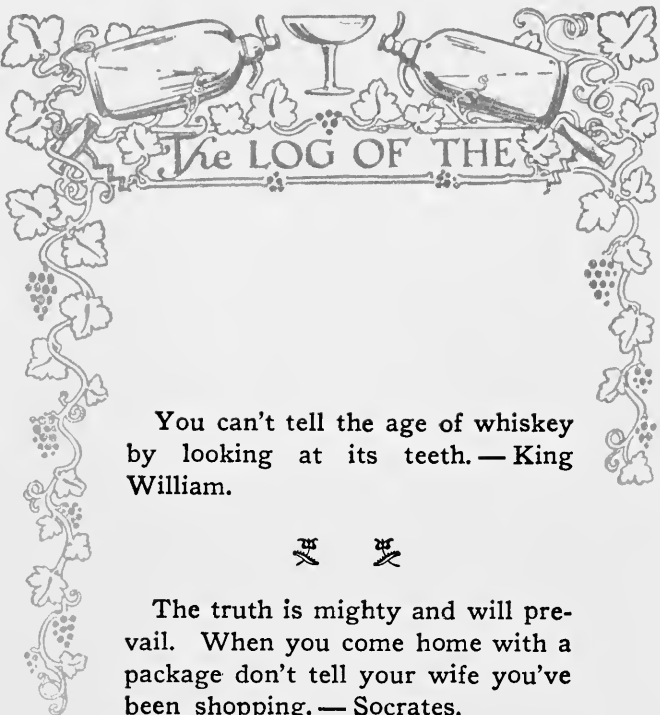 The LOG OF THE
You can't tell the age of whiskey
by looking at its teeth. — King
William.
The truth is mighty and will pre-
vail. When you come home with a
package don't tell your wife you've
been shopping. — Socrates.